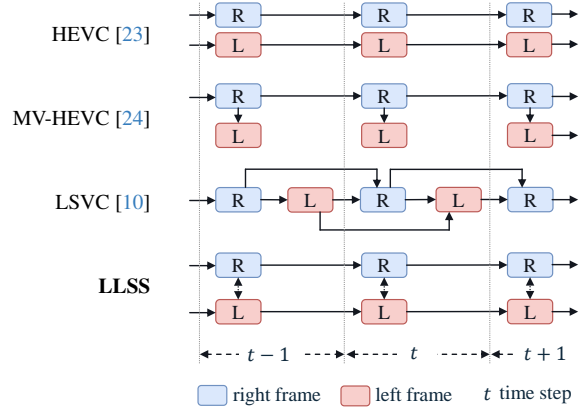 HEVC [23] R R R
L L L
MV-HEVC [24] R R R
L L L
LSVC [10] R L R L R
LLSS R R R
L L L
t − 1 t t + 1
right frame left frame t time step